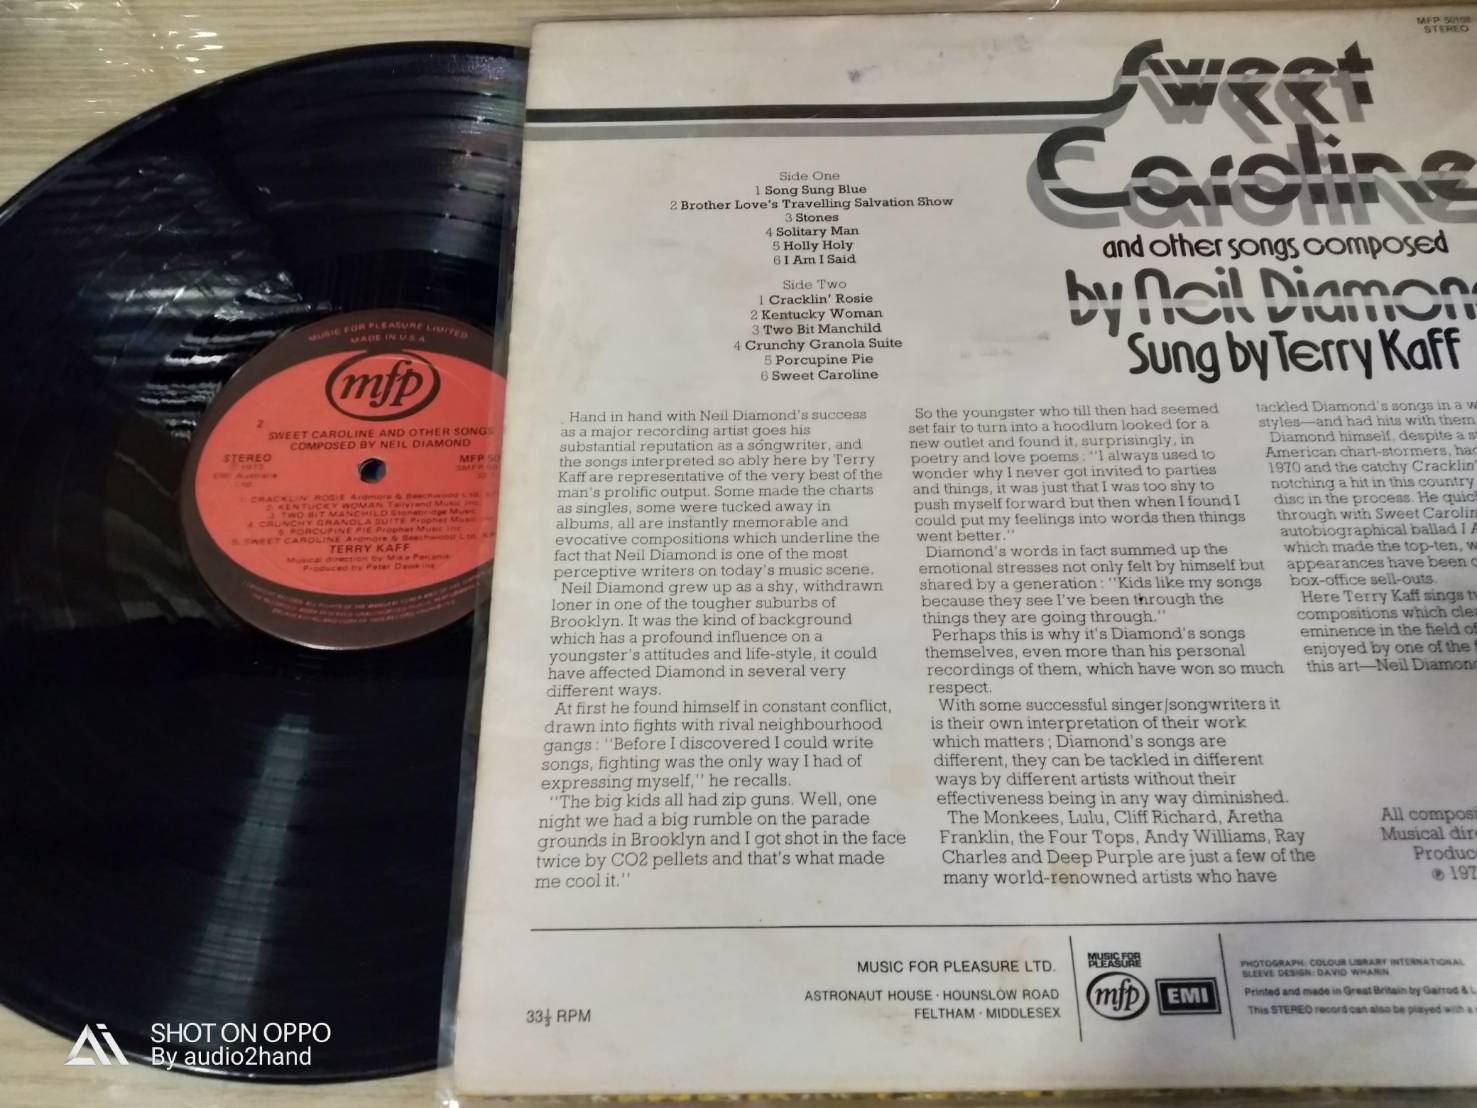 MUSIC FOR PLEASURE LIMITED
MADE IN U.S.A.
mfp
2
SWEET CAROLINE AND OTHER SONGS
COMPOSED BY NEIL DIAMOND
STEREO
MFP
Ltd.
1. CRACKLIN' ROSIE Ardmore & Beechwood Ltd.
2. KENTUCKY WOMAN Tallyrand Music Inc.
3. TWO BIT MANCHILD Stonebridge Music
4. CRUNCHY GRANOLA SUITE Prophet Music
5. PORCUPINE PIE Prophet Music Inc.
6. SWEET CAROLINE Ardmore & Beechwood Ltd.
TERRY KAFF
Musical direction by Mike
Produced by Peter Dawkins
MFP
STEREO
Sweet
Caroline
and other songs composed
by Neil Diamon
Sung by Terry Kaff
Side One
1 Song Sung Blue
2 Brother Love's Travelling Salvation Show
3 Stones
4 Solitary Man
5 Holly Holy
6 I Am I Said
Side Two
1 Cracklin' Rosie
2 Kentucky Woman
3 Two Bit Manchild
4 Crunchy Granola Suite
5 Porcupine Pie
6 Sweet Caroline
Hand in hand with Neil Diamond's success
as a major recording artist goes his
substantial reputation as a songwriter, and
the songs interpreted so ably here by Terry
Kaff are representative of the very best of the
man's prolific output. Some made the charts
as singles, some were tucked away in
albums, all are instantly memorable and
evocative compositions which underline the
fact that Neil Diamond is one of the most
perceptive writers on today's music scene.
Neil Diamond grew up as a shy, withdrawn
loner in one of the tougher suburbs of
Brooklyn. It was the kind of background
which has a profound influence on a
youngster's attitudes and life-style, it could
have affected Diamond in several very
different ways.
At first he found himself in constant conflict,
drawn into fights with rival neighbourhood
gangs : "Before I discovered I could write
songs, fighting was the only way I had of
expressing myself," he recalls.
"The big kids all had zip guns. Well, one
night we had a big rumble on the parade
grounds in Brooklyn and I got shot in the face
twice by CO2 pellets and that's what made
me cool it."
So the youngster who till then had seemed
set fair to turn into a hoodlum looked for a
new outlet and found it, surprisingly, in
poetry and love poems : "I always used to
wonder why I never got invited to parties
and things, it was just that I was too shy to
push myself forward but then when I found I
could put my feelings into words then things
went better."
Diamond's words in fact summed up the
emotional stresses not only felt by himself but
shared by a generation : "Kids like my songs
because they see I've been through the
things they are going through."
Perhaps this is why it's Diamond's songs
themselves, even more than his personal
recordings of them, which have won so much
respect.
With some successful singer/songwriters it
is their own interpretation of their work
which matters ; Diamond's songs are
different, they can be tackled in different
ways by different artists without their
effectiveness being in any way diminished.
The Monkees, Lulu, Cliff Richard, Aretha
Franklin, the Four Tops, Andy Williams, Ray
Charles and Deep Purple are just a few of the
many world-renowned artists who have
tackled Diamond's songs in a w
styles—and had hits with them
Diamond himself, despite a s
American chart-stormers, had
1970 and the catchy Cracklin'
notching a hit in this country
disc in the process. He quic
through with Sweet Carolin
autobiographical ballad I A
which made the top-ten, w
appearances have been
box-office sell-outs.
Here Terry Kaff sings tw
compositions which clea
eminence in the field of
enjoyed by one of the
this art—Neil Diamond
All compos
Musical dire
Produc
℗ 197
33⅓ RPM
MUSIC FOR PLEASURE LTD.
ASTRONAUT HOUSE · HOUNSLOW ROAD
FELTHAM · MIDDLESEX
MUSIC FOR
PLEASURE
mfp
EMI
PHOTOGRAPH: COLOUR LIBRARY INTERNATIONAL
SLEEVE DESIGN: DAVID WHARIN
Printed and made in Great Britain by Garrod & L
This STEREO record can also be played with a
SHOT ON OPPO
By audio2hand